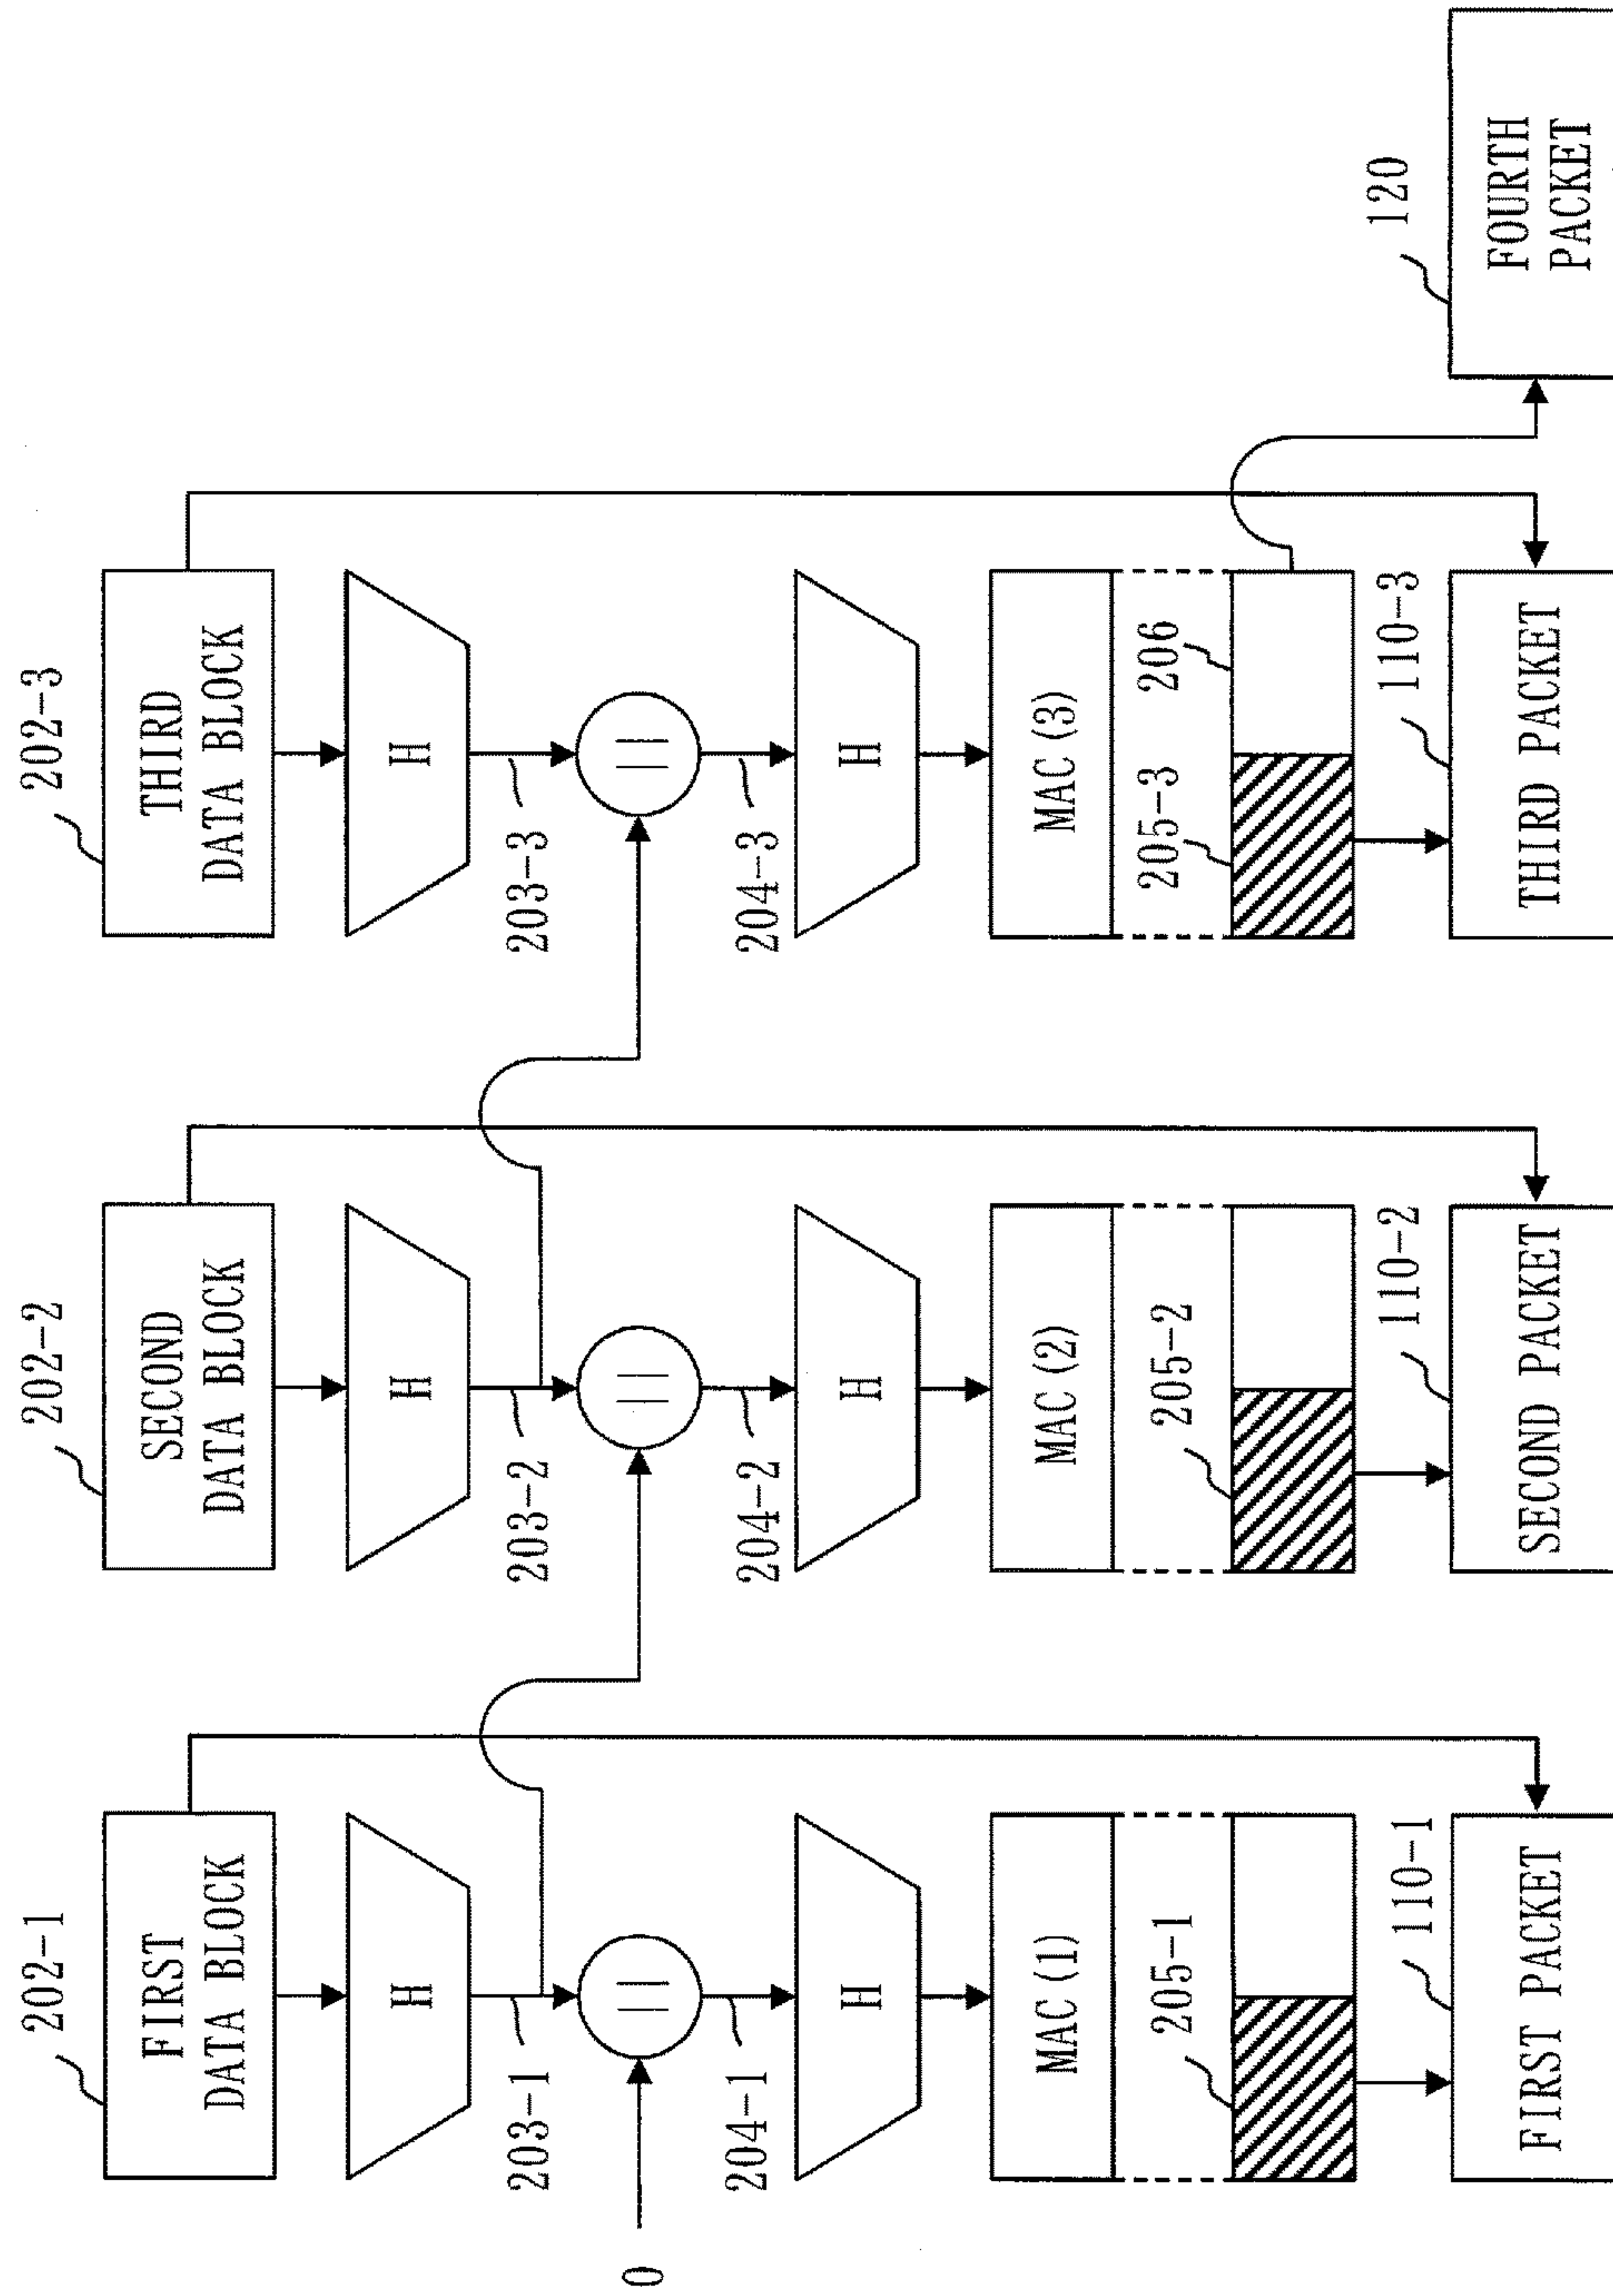 202-1
202-2
202-3
FIRST
DATA BLOCK
SECOND
DATA BLOCK
THIRD
DATA BLOCK
H
H
H
203-1
203-2
203-3
0
||
||
||
204-1
204-2
204-3
H
H
H
MAC (1)
MAC (2)
MAC (3)
205-1
205-2
205-3
206
110-1
110-2
110-3
120
FIRST PACKET
SECOND PACKET
THIRD PACKET
FOURTH
PACKET